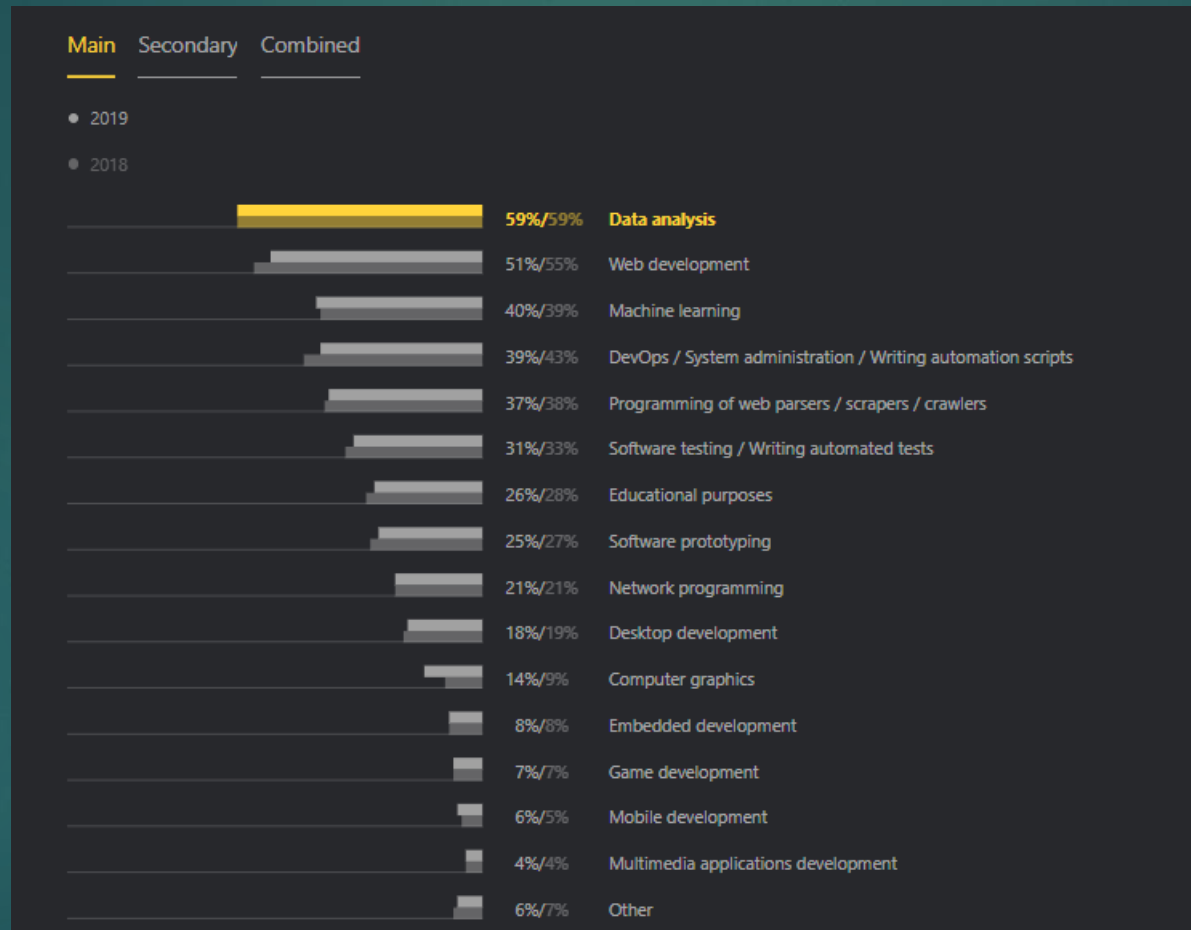 Main Secondary Combined
2019
2018
59%/59% Data analysis
51%/55% Web development
40%/39% Machine learning
39%/43% DevOps / System administration / Writing automation scripts
37%/38% Programming of web parsers / scrapers / crawlers
31%/33% Software testing / Writing automated tests
26%/28% Educational purposes
25%/27% Software prototyping
21%/21% Network programming
18%/19% Desktop development
14%/9% Computer graphics
8%/8% Embedded development
7%/7% Game development
6%/5% Mobile development
4%/4% Multimedia applications development
6%/7% Other